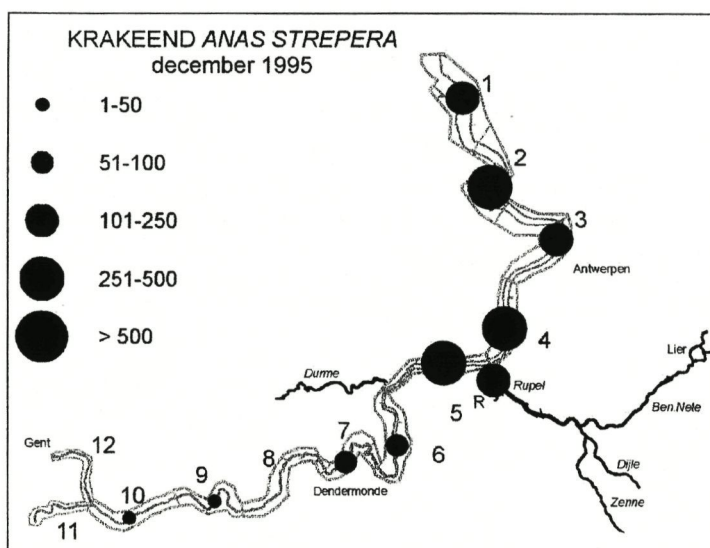 KRAKEEND ANAS STREPERA
december 1995
1-50
51-100
101-250
251-500
> 500
1
2
3
Antwerpen
4
Lier
Durme
5
R
Rupel
Ben.Nete
6
7
8
Dendermonde
Dijle
Zenne
Gent
12
9
10
11